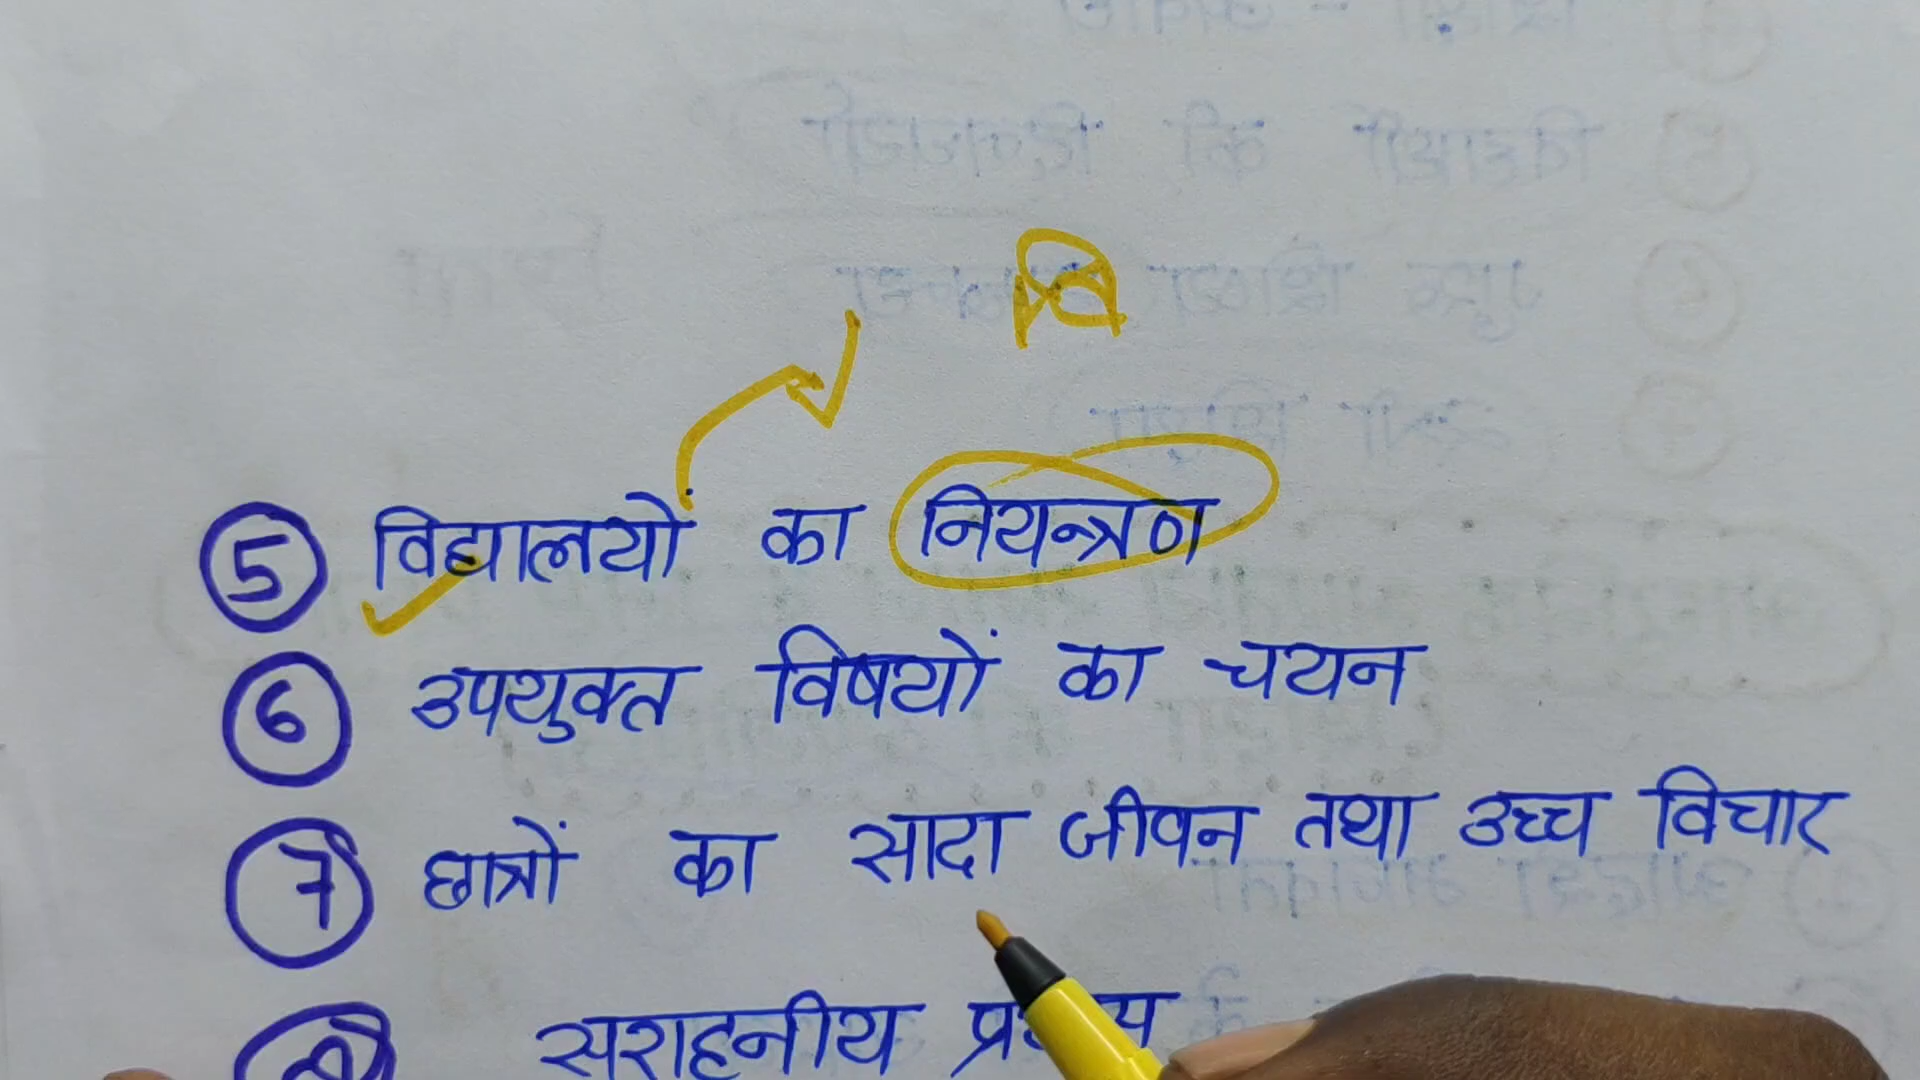 ⑤ विद्यालयों का नियन्त्रण
⑥ उपयुक्त विषयों का चयन
⑦ छात्रों का सादा जीवन तथा उच्च विचार
सराहनीय